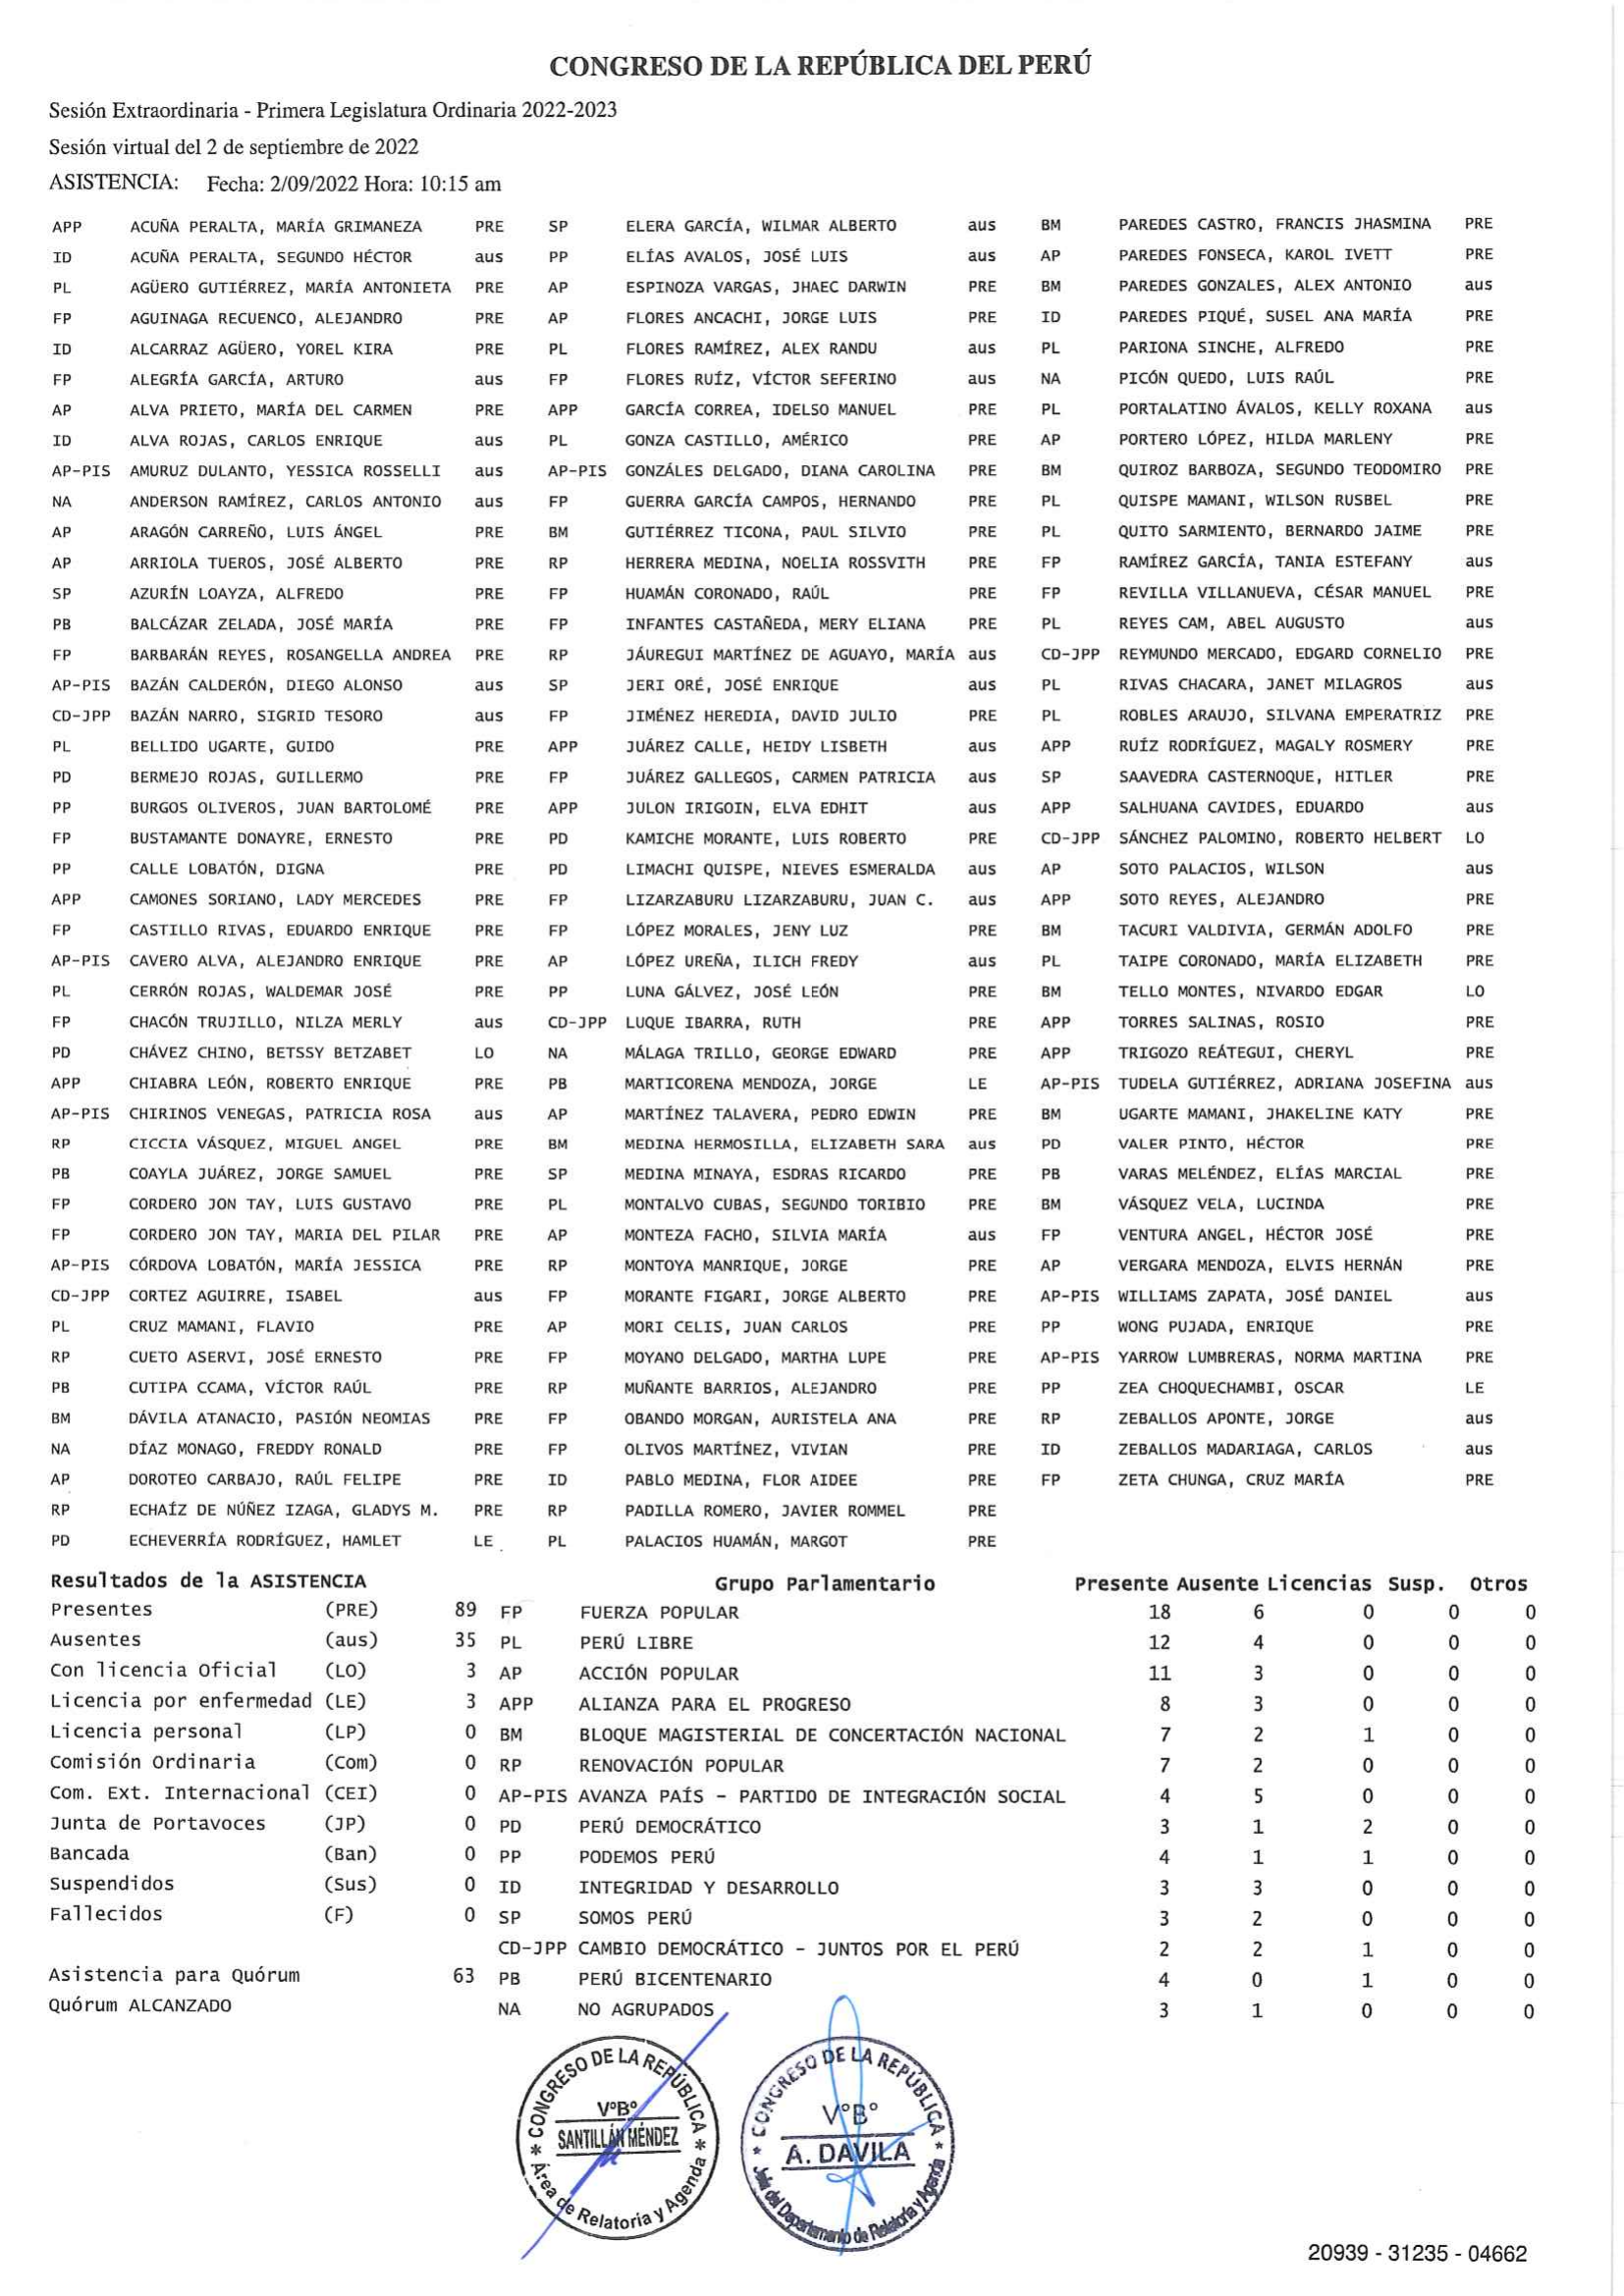 CONGRESO DE LA REPÚBLICA DEL PERÚ
Sesión Extraordinaria - Primera Legislatura Ordinaria 2022-2023
Sesión virtual del 2 de septiembre de 2022
ASISTENCIA: Fecha: 2/09/2022 Hora: 10:15 am
APP ACUÑA PERALTA, MARÍA GRIMANEZA PRE SP ELERA GARCÍA, WILMAR ALBERTO aus BM PAREDES CASTRO, FRANCIS JHASMINA PRE
ID ACUÑA PERALTA, SEGUNDO HÉCTOR aus PP ELÍAS AVALOS, JOSÉ LUIS aus AP PAREDES FONSECA, KAROL IVETT PRE
PL AGÜERO GUTIÉRREZ, MARÍA ANTONIETA PRE AP ESPINOZA VARGAS, JHAEC DARWIN PRE BM PAREDES GONZALES, ALEX ANTONIO aus
FP AGUINAGA RECUENCO, ALEJANDRO PRE AP FLORES ANCACHI, JORGE LUIS PRE ID PAREDES PIQUÉ, SUSEL ANA MARÍA PRE
ID ALCARRAZ AGÜERO, YOREL KIRA PRE PL FLORES RAMÍREZ, ALEX RANDU aus PL PARIONA SINCHE, ALFREDO PRE
FP ALEGRÍA GARCÍA, ARTURO aus FP FLORES RUÍZ, VÍCTOR SEFERINO aus NA PICÓN QUEDO, LUIS RAÚL PRE
AP ALVA PRIETO, MARÍA DEL CARMEN PRE APP GARCÍA CORREA, IDELSO MANUEL PRE PL PORTALATINO ÁVALOS, KELLY ROXANA aus
ID ALVA ROJAS, CARLOS ENRIQUE aus PL GONZA CASTILLO, AMÉRICO PRE AP PORTERO LÓPEZ, HILDA MARLENY PRE
AP-PIS AMURUZ DULANTO, YESSICA ROSSELLI aus AP-PIS GONZÁLES DELGADO, DIANA CAROLINA PRE BM QUIROZ BARBOZA, SEGUNDO TEODOMIRO PRE
NA ANDERSON RAMÍREZ, CARLOS ANTONIO aus FP GUERRA GARCÍA CAMPOS, HERNANDO PRE PL QUISPE MAMANI, WILSON RUSBEL PRE
AP ARAGÓN CARREÑO, LUIS ÁNGEL PRE BM GUTIÉRREZ TICONA, PAUL SILVIO PRE PL QUITO SARMIENTO, BERNARDO JAIME PRE
AP ARRIOLA TUEROS, JOSÉ ALBERTO PRE RP HERRERA MEDINA, NOELIA ROSSVITH PRE FP RAMÍREZ GARCÍA, TANIA ESTEFANY aus
SP AZURÍN LOAYZA, ALFREDO PRE FP HUAMÁN CORONADO, RAÚL PRE FP REVILLA VILLANUEVA, CÉSAR MANUEL PRE
PB BALCÁZAR ZELADA, JOSÉ MARÍA PRE FP INFANTES CASTAÑEDA, MERY ELIANA PRE PL REYES CAM, ABEL AUGUSTO aus
FP BARBARÁN REYES, ROSANGELLA ANDREA PRE RP JÁUREGUI MARTÍNEZ DE AGUAYO, MARÍA aus CD-JPP REYMUNDO MERCADO, EDGARD CORNELIO PRE
AP-PIS BAZÁN CALDERÓN, DIEGO ALONSO aus SP JERI ORÉ, JOSÉ ENRIQUE aus PL RIVAS CHACARA, JANET MILAGROS aus
CD-JPP BAZÁN NARRO, SIGRID TESORO aus FP JIMÉNEZ HEREDIA, DAVID JULIO PRE PL ROBLES ARAUJO, SILVANA EMPERATRIZ PRE
PL BELLIDO UGARTE, GUIDO PRE APP JUÁREZ CALLE, HEIDY LISBETH aus APP RUÍZ RODRÍGUEZ, MAGALY ROSMERY PRE
PD BERMEJO ROJAS, GUILLERMO PRE FP JUÁREZ GALLEGOS, CARMEN PATRICIA aus SP SAAVEDRA CASTERNOQUE, HITLER PRE
PP BURGOS OLIVEROS, JUAN BARTOLOMÉ PRE APP JULON IRIGOIN, ELVA EDHIT aus APP SALHUANA CAVIDES, EDUARDO aus
FP BUSTAMANTE DONAYRE, ERNESTO PRE PD KAMICHE MORANTE, LUIS ROBERTO PRE CD-JPP SÁNCHEZ PALOMINO, ROBERTO HELBERT LO
PP CALLE LOBATÓN, DIGNA PRE PD LIMACHI QUISPE, NIEVES ESMERALDA aus AP SOTO PALACIOS, WILSON aus
APP CAMONES SORIANO, LADY MERCEDES PRE FP LIZARZABURU LIZARZABURU, JUAN C. aus APP SOTO REYES, ALEJANDRO PRE
FP CASTILLO RIVAS, EDUARDO ENRIQUE PRE FP LÓPEZ MORALES, JENY LUZ PRE BM TACURI VALDIVIA, GERMÁN ADOLFO PRE
AP-PIS CAVERO ALVA, ALEJANDRO ENRIQUE PRE AP LÓPEZ UREÑA, ILICH FREDY aus PL TAIPE CORONADO, MARÍA ELIZABETH PRE
PL CERRÓN ROJAS, WALDEMAR JOSÉ PRE PP LUNA GÁLVEZ, JOSÉ LEÓN PRE BM TELLO MONTES, NIVARDO EDGAR LO
FP CHACÓN TRUJILLO, NILZA MERLY aus CD-JPP LUQUE IBARRA, RUTH PRE APP TORRES SALINAS, ROSIO PRE
PD CHÁVEZ CHINO, BETSSY BETZABET LO NA MÁLAGA TRILLO, GEORGE EDWARD PRE APP TRIGOZO REÁTEGUI, CHERYL PRE
APP CHIABRA LEÓN, ROBERTO ENRIQUE PRE PB MARTICORENA MENDOZA, JORGE LE AP-PIS TUDELA GUTIÉRREZ, ADRIANA JOSEFINA aus
AP-PIS CHIRINOS VENEGAS, PATRICIA ROSA aus AP MARTÍNEZ TALAVERA, PEDRO EDWIN PRE BM UGARTE MAMANI, JHAKELINE KATY PRE
RP CICCIA VÁSQUEZ, MIGUEL ANGEL PRE BM MEDINA HERMOSILLA, ELIZABETH SARA aus PD VALER PINTO, HÉCTOR PRE
PB COAYLA JUÁREZ, JORGE SAMUEL PRE SP MEDINA MINAYA, ESDRAS RICARDO PRE PB VARAS MELÉNDEZ, ELÍAS MARCIAL PRE
FP CORDERO JON TAY, LUIS GUSTAVO PRE PL MONTALVO CUBAS, SEGUNDO TORIBIO PRE BM VÁSQUEZ VELA, LUCINDA PRE
FP CORDERO JON TAY, MARIA DEL PILAR PRE AP MONTEZA FACHO, SILVIA MARÍA aus FP VENTURA ANGEL, HÉCTOR JOSÉ PRE
AP-PIS CÓRDOVA LOBATÓN, MARÍA JESSICA PRE RP MONTOYA MANRIQUE, JORGE PRE AP VERGARA MENDOZA, ELVIS HERNÁN PRE
CD-JPP CORTEZ AGUIRRE, ISABEL aus FP MORANTE FIGARI, JORGE ALBERTO PRE AP-PIS WILLIAMS ZAPATA, JOSÉ DANIEL aus
PL CRUZ MAMANI, FLAVIO PRE AP MORI CELIS, JUAN CARLOS PRE PP WONG PUJADA, ENRIQUE PRE
RP CUETO ASERVI, JOSÉ ERNESTO PRE FP MOYANO DELGADO, MARTHA LUPE PRE AP-PIS YARROW LUMBRERAS, NORMA MARTINA PRE
PB CUTIPA CCAMA, VÍCTOR RAÚL PRE RP MUÑANTE BARRIOS, ALEJANDRO PRE PP ZEA CHOQUECHAMBI, OSCAR LE
BM DÁVILA ATANACIO, PASIÓN NEOMIAS PRE FP OBANDO MORGAN, AURISTELA ANA PRE RP ZEBALLOS APONTE, JORGE aus
NA DÍAZ MONAGO, FREDDY RONALD PRE FP OLIVOS MARTÍNEZ, VIVIAN PRE ID ZEBALLOS MADARIAGA, CARLOS aus
AP DOROTEO CARBAJO, RAÚL FELIPE PRE ID PABLO MEDINA, FLOR AIDEE PRE FP ZETA CHUNGA, CRUZ MARÍA PRE
RP ECHAÍZ DE NÚÑEZ IZAGA, GLADYS M. PRE RP PADILLA ROMERO, JAVIER ROMMEL PRE
PD ECHEVERRÍA RODRÍGUEZ, HAMLET LE PL PALACIOS HUAMÁN, MARGOT PRE
Resultados de la ASISTENCIA Grupo Parlamentario Presente Ausente Licencias Susp. Otros
Presentes (PRE) 89 FP FUERZA POPULAR 18 6 0 0 0
Ausentes (aus) 35 PL PERÚ LIBRE 12 4 0 0 0
Con licencia Oficial (LO) 3 AP ACCIÓN POPULAR 11 3 0 0 0
Licencia por enfermedad (LE) 3 APP ALIANZA PARA EL PROGRESO 8 3 0 0 0
Licencia personal (LP) 0 BM BLOQUE MAGISTERIAL DE CONCERTACIÓN NACIONAL 7 2 1 0 0
Comisión Ordinaria (Com) 0 RP RENOVACIÓN POPULAR 7 2 0 0 0
Com. Ext. Internacional (CEI) 0 AP-PIS AVANZA PAÍS - PARTIDO DE INTEGRACIÓN SOCIAL 4 5 0 0 0
Junta de Portavoces (JP) 0 PD PERÚ DEMOCRÁTICO 3 1 2 0 0
Bancada (Ban) 0 PP PODEMOS PERÚ 4 1 1 0 0
Suspendidos (Sus) 0 ID INTEGRIDAD Y DESARROLLO 3 3 0 0 0
Fallecidos (F) 0 SP SOMOS PERÚ 3 2 0 0 0
CD-JPP CAMBIO DEMOCRÁTICO - JUNTOS POR EL PERÚ 2 2 1 0 0
Asistencia para Quórum 63 PB PERÚ BICENTENARIO 4 0 1 0 0
Quórum ALCANZADO NA NO AGRUPADOS 3 1 0 0 0
CONGRESO DE LA REPÚBLICA
V°B°
SANTILLÁN MÉNDEZ
Área de Relatoría y Agenda
CONGRESO DE LA REPÚBLICA
V°B°
A. DAVILA
Jefa del Departamento de Relatoría y Agenda
20939 - 31235 - 04662